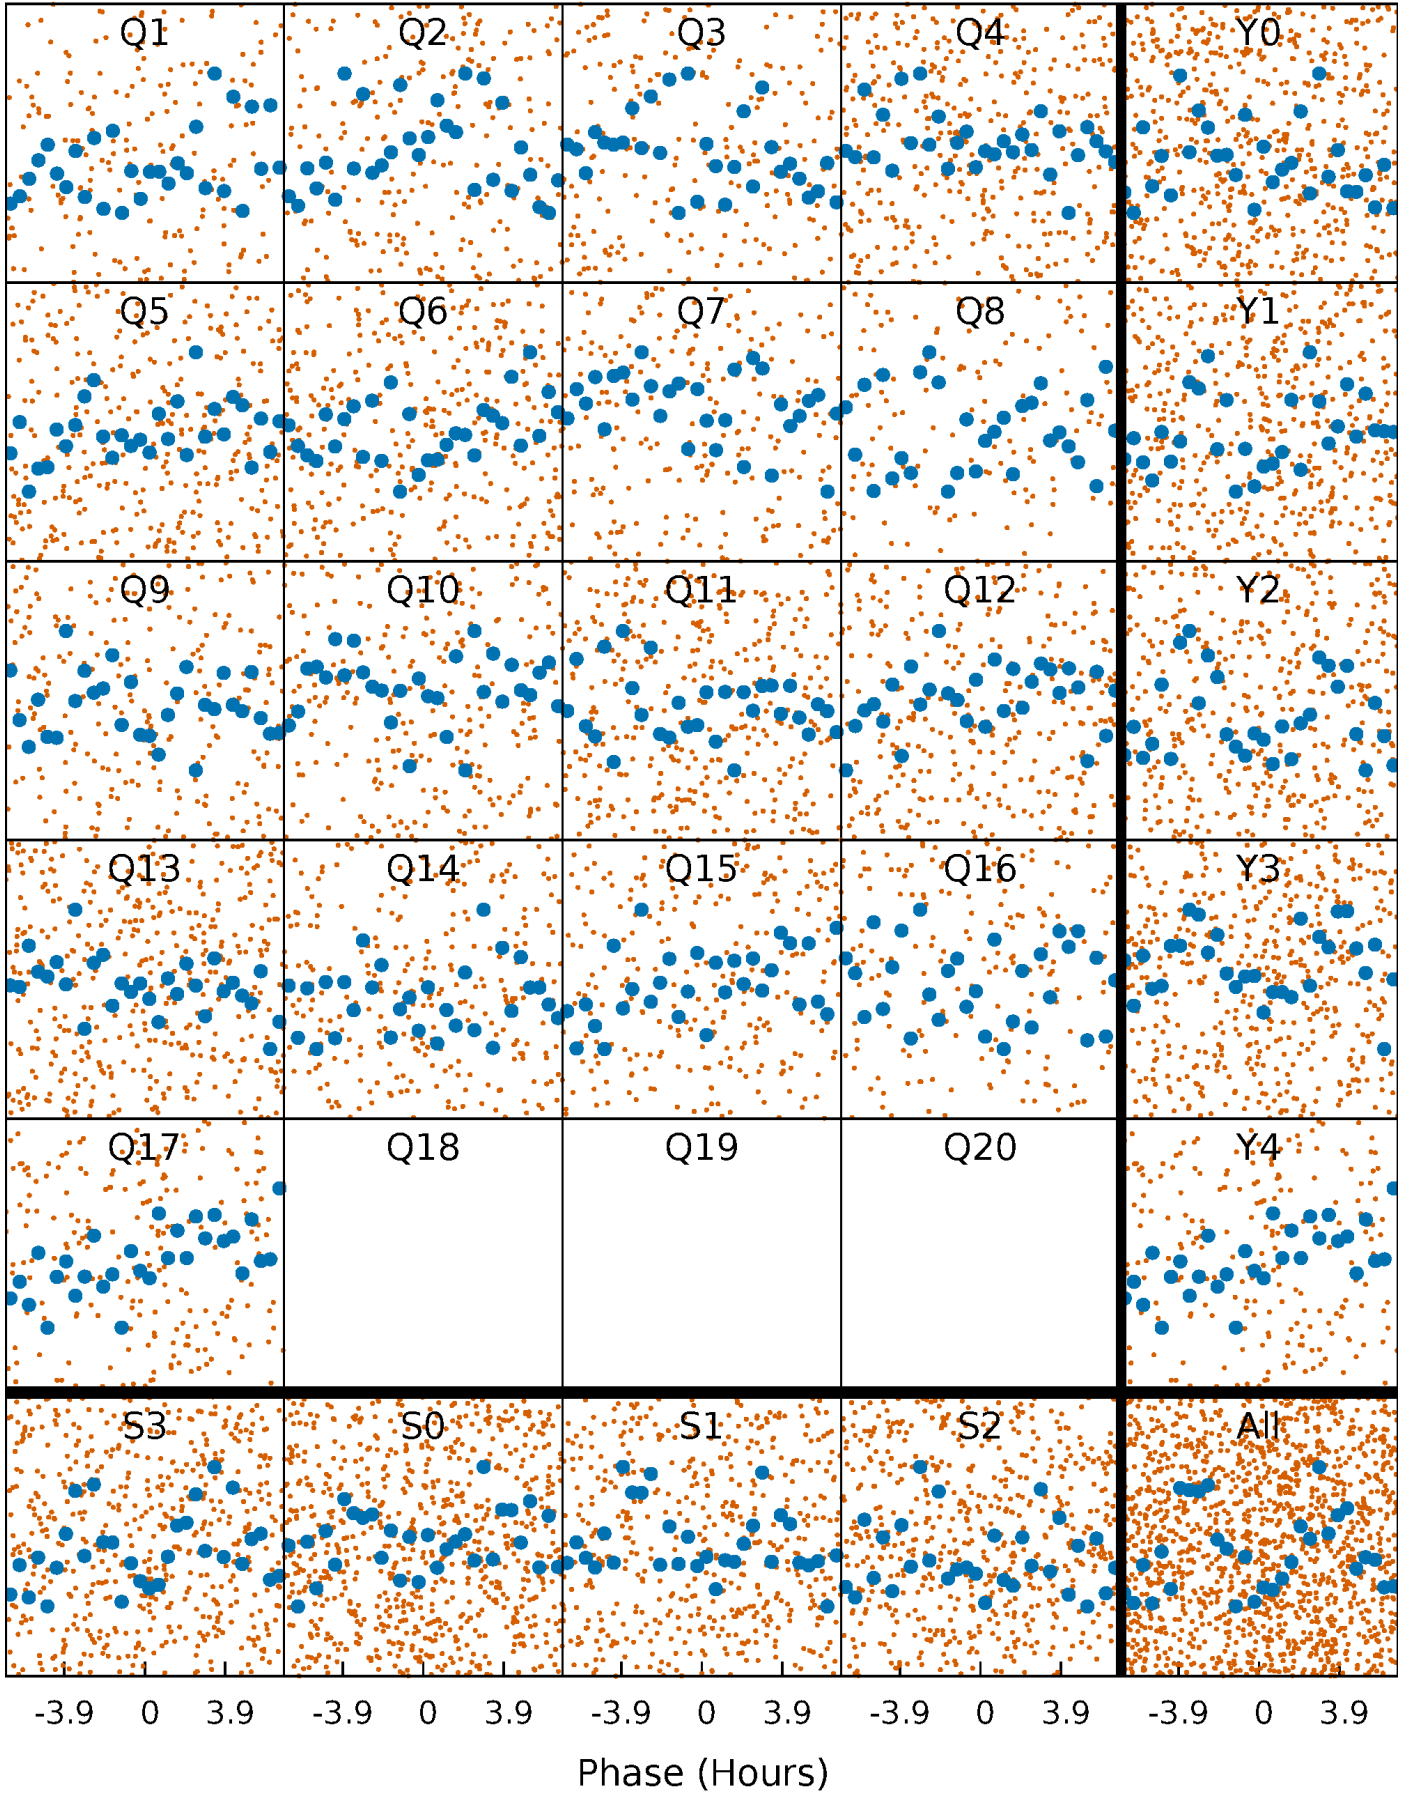 Q1 Q2 Q3 Q4 Y0
Q5 Q6 Q7 Q8 Y1
Q9 Q10 Q11 Q12 Y2
Q13 Q14 Q15 Q16 Y3
Q17 Q18 Q19 Q20 Y4
S3 S0 S1 S2 All
-3.9 0 3.9 -3.9 0 3.9 -3.9 0 3.9 -3.9 0 3.9 -3.9 0 3.9
Phase (Hours)